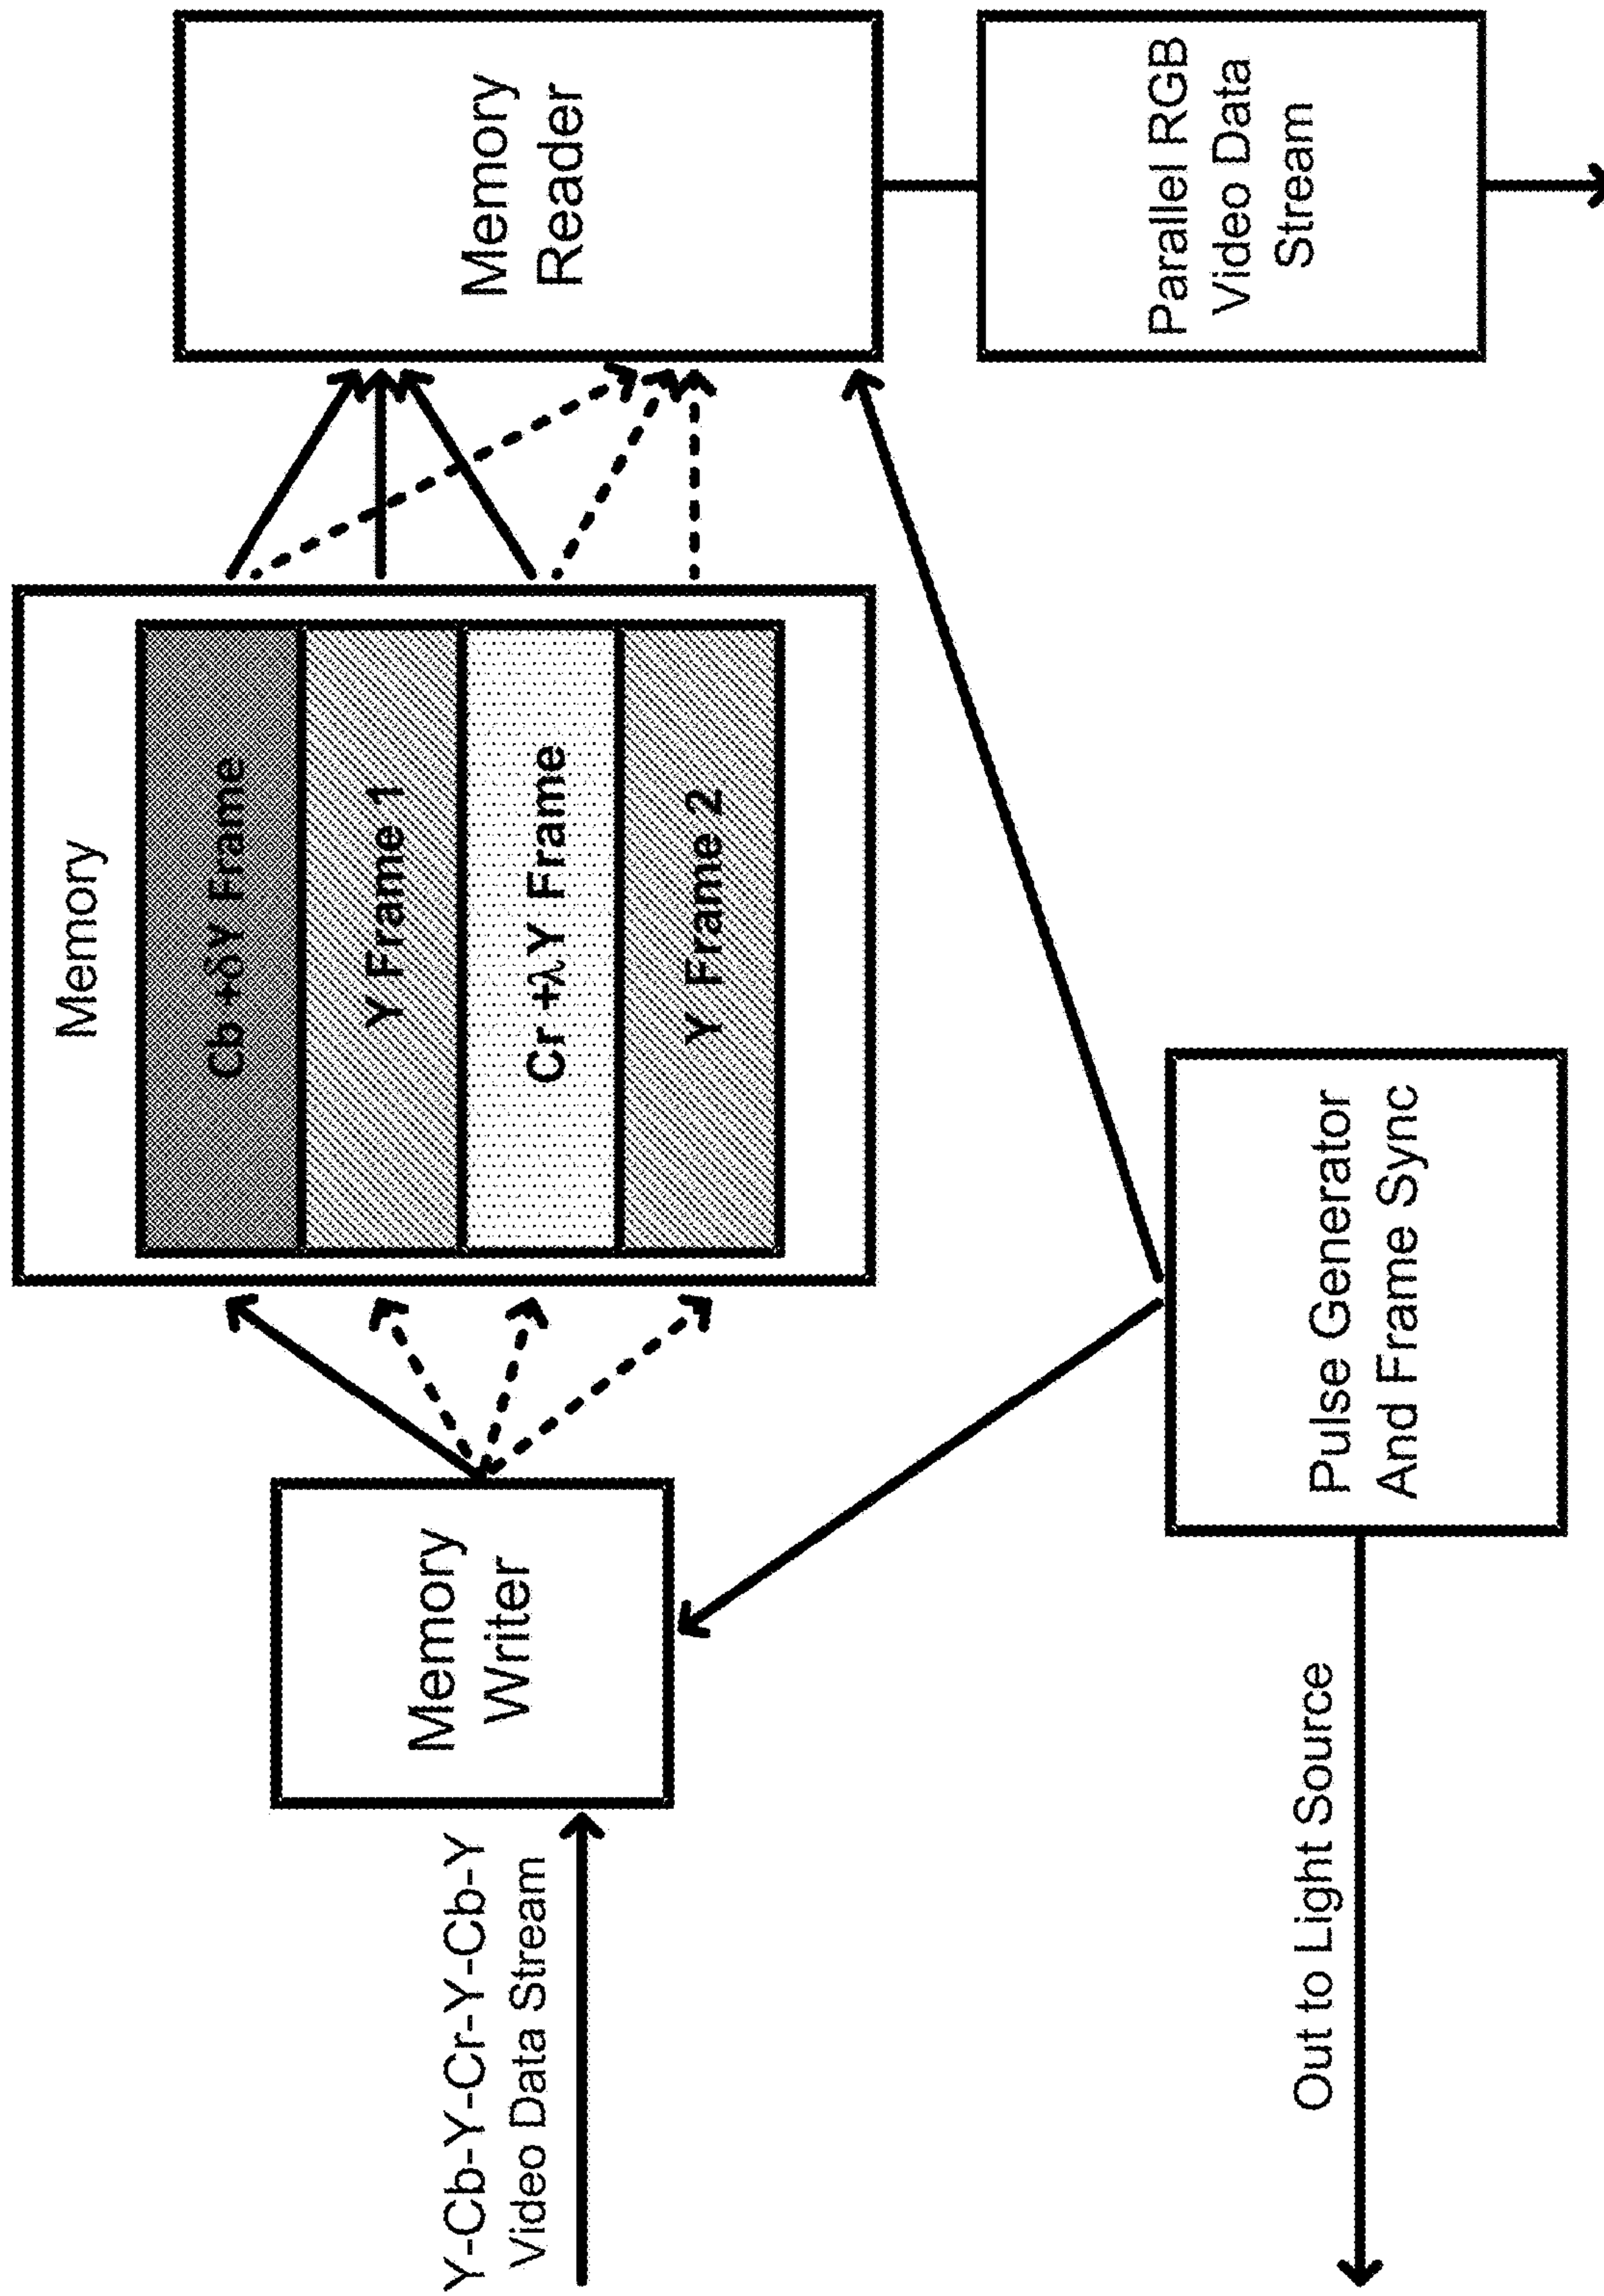 Y-Cb-Y-Cr-Y-Cb-Y
Video Data Stream
Memory
Writer
Memory
Cb +δY Frame
Y Frame 1
Cr +λ Y Frame
Y Frame 2
Memory
Reader
Parallel RGB
Video Data
Stream
Pulse Generator
And Frame Sync
Out to Light Source